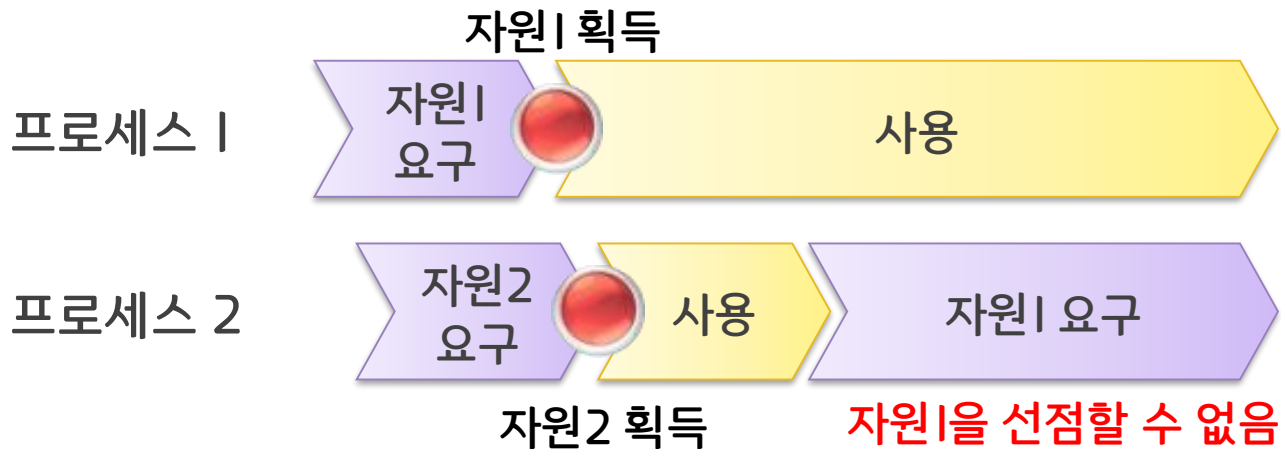 자원1 획득
프로세스 1
자원1
요구
사용
프로세스 2
자원2
요구
사용
자원1 요구
자원2 획득
자원1을 선점할 수 없음